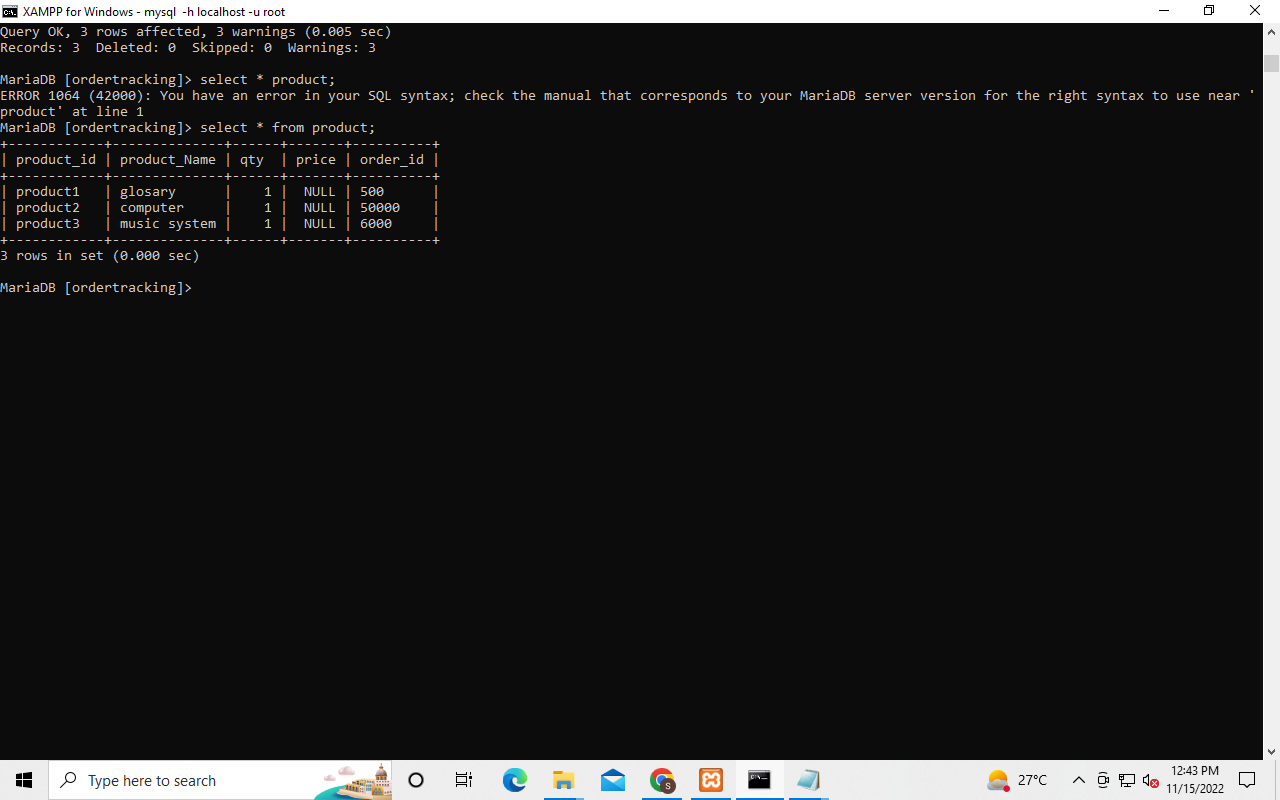 XAMPP for Windows - mysql -h localhost -u root
Query OK, 3 rows affected, 3 warnings (0.005 sec)
Records: 3  Deleted: 0  Skipped: 0  Warnings: 3
MariaDB [ordertracking]> select * product;
ERROR 1064 (42000): You have an error in your SQL syntax; check the manual that corresponds to your MariaDB server version for the right syntax to use near '
product' at line 1
MariaDB [ordertracking]> select * from product;
+------------+--------------+------+-------+----------+
| product_id | product_Name | qty  | price | order_id |
+------------+--------------+------+-------+----------+
| product1   | glosary      |    1 |  NULL | 500      |
| product2   | computer     |    1 |  NULL | 50000    |
| product3   | music system |    1 |  NULL | 6000     |
+------------+--------------+------+-------+----------+
3 rows in set (0.000 sec)
MariaDB [ordertracking]>
Type here to search
S
27°C
12:43 PM
11/15/2022